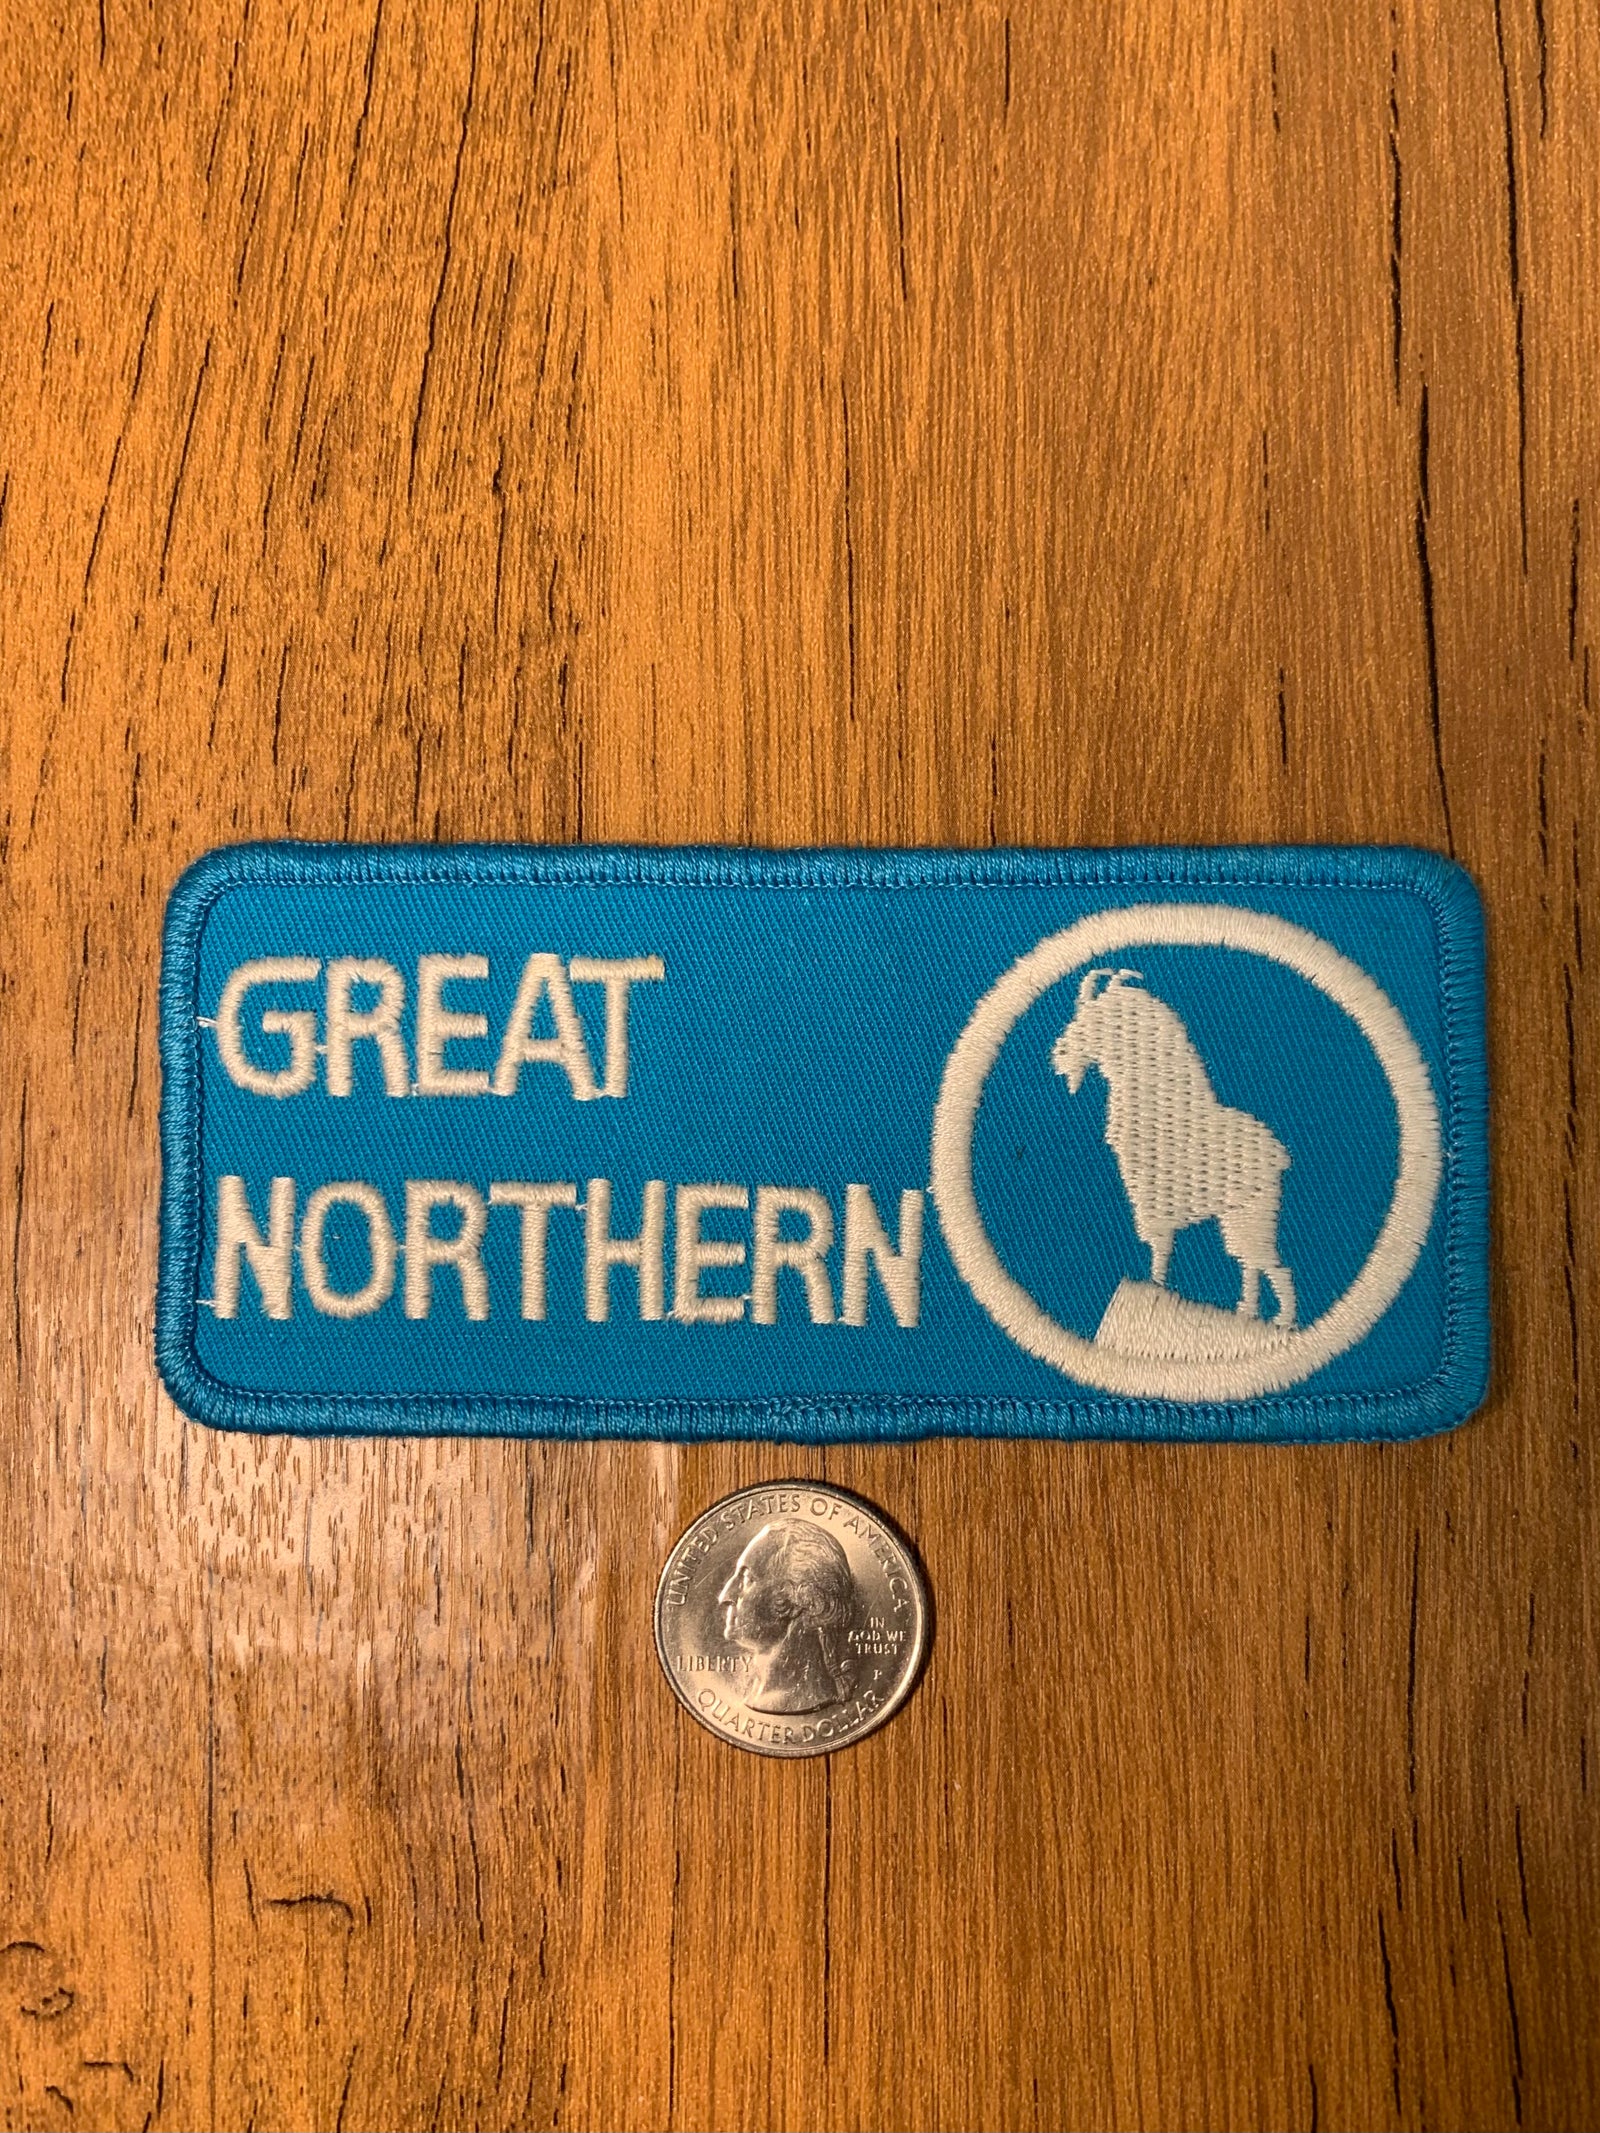 GREAT
NORTHERN
UNITED STATES OF AMERICA
LIBERTY
IN
GOD WE
TRUST
P
QUARTER DOLLAR